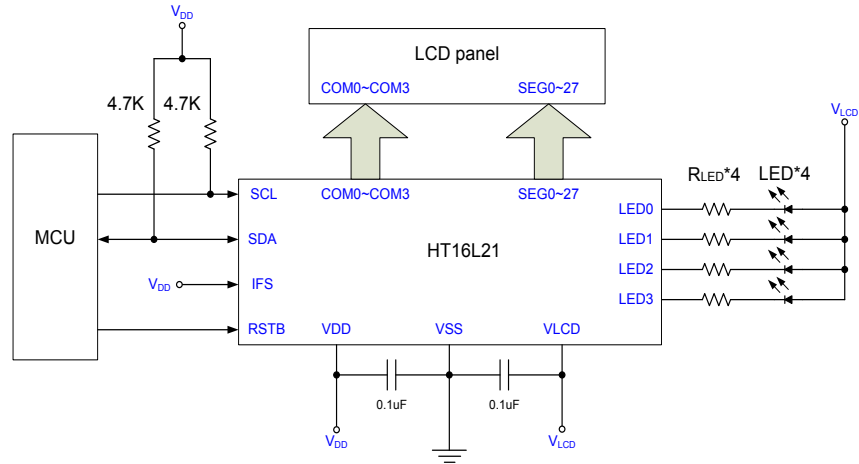 VDD
LCD panel
COM0~COM3 SEG0~27
4.7K 4.7K
VLCD
MCU
SCL COM0~COM3 SEG0~27
RLED*4 LED*4
LED0
SDA
HT16L21
LED1
VDD IFS
LED2
LED3
RSTB VDD VSS VLCD
0.1uF 0.1uF
VDD VLCD